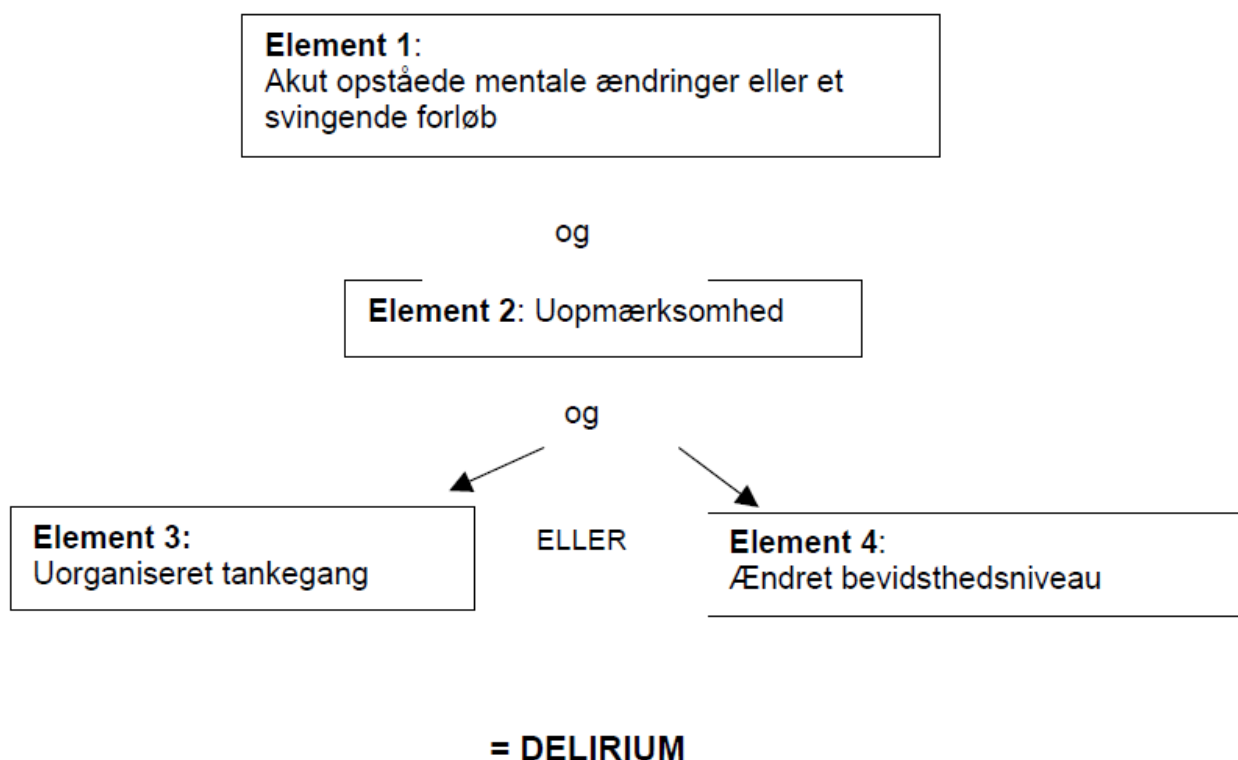 Element 1:
Akut opståede mentale ændringer eller et
svingende forløb
og
Element 2: Uopmærksomhed
og
Element 3:
Uorganiseret tankegang
ELLER
Element 4:
Ændret bevidsthedsniveau
= DELIRIUM